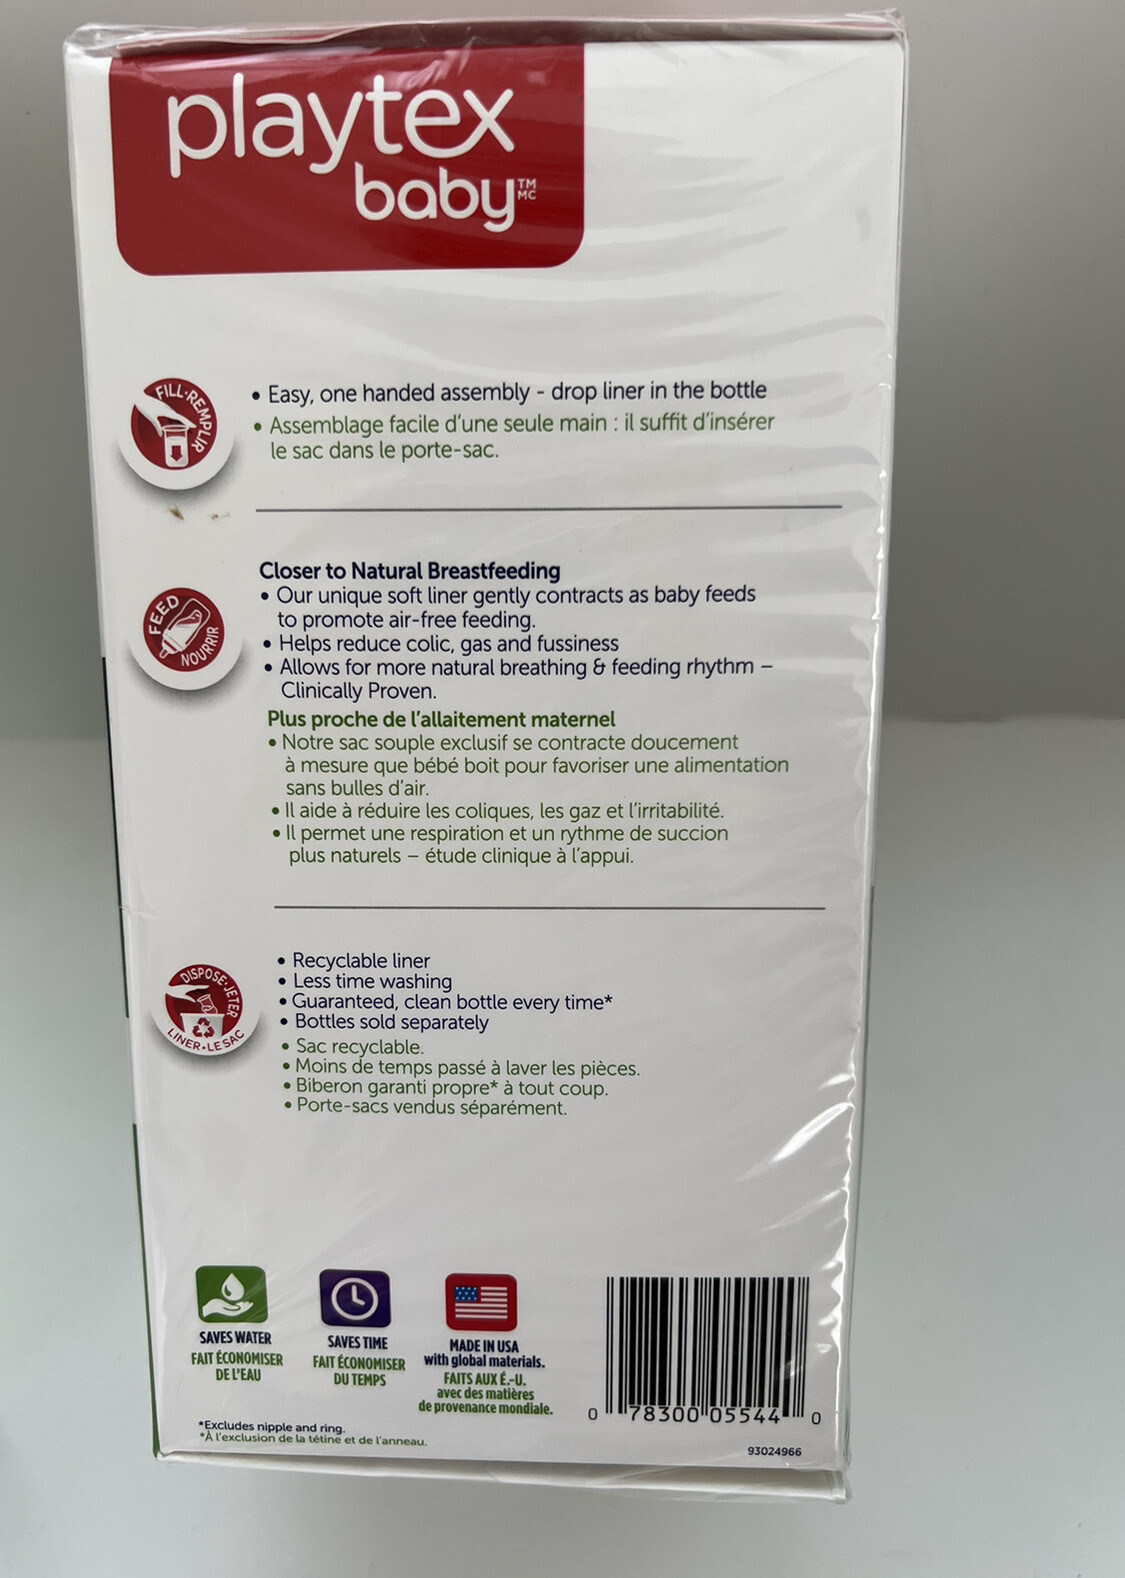 playtex
baby™ MC
FILL•REMPLIR
• Easy, one handed assembly - drop liner in the bottle
• Assemblage facile d'une seule main : il suffit d'insérer
le sac dans le porte-sac.
FEED
NOURRIR
Closer to Natural Breastfeeding
• Our unique soft liner gently contracts as baby feeds
to promote air-free feeding.
• Helps reduce colic, gas and fussiness
• Allows for more natural breathing & feeding rhythm –
Clinically Proven.
Plus proche de l'allaitement maternel
• Notre sac souple exclusif se contracte doucement
à mesure que bébé boit pour favoriser une alimentation
sans bulles d'air.
• Il aide à réduire les coliques, les gaz et l'irritabilité.
• Il permet une respiration et un rythme de succion
plus naturels – étude clinique à l'appui.
DISPOSE•JETER
LINER•LE SAC
• Recyclable liner
• Less time washing
• Guaranteed, clean bottle every time*
• Bottles sold separately
• Sac recyclable.
• Moins de temps passé à laver les pièces.
• Biberon garanti propre* à tout coup.
• Porte-sacs vendus séparément.
SAVES WATER
FAIT ÉCONOMISER
DE L'EAU
SAVES TIME
FAIT ÉCONOMISER
DU TEMPS
MADE IN USA
with global materials.
FAITS AUX É.-U.
avec des matières
de provenance mondiale.
0 78300 05544 0
*Excludes nipple and ring.
*À l'exclusion de la tétine et de l'anneau.
93024966